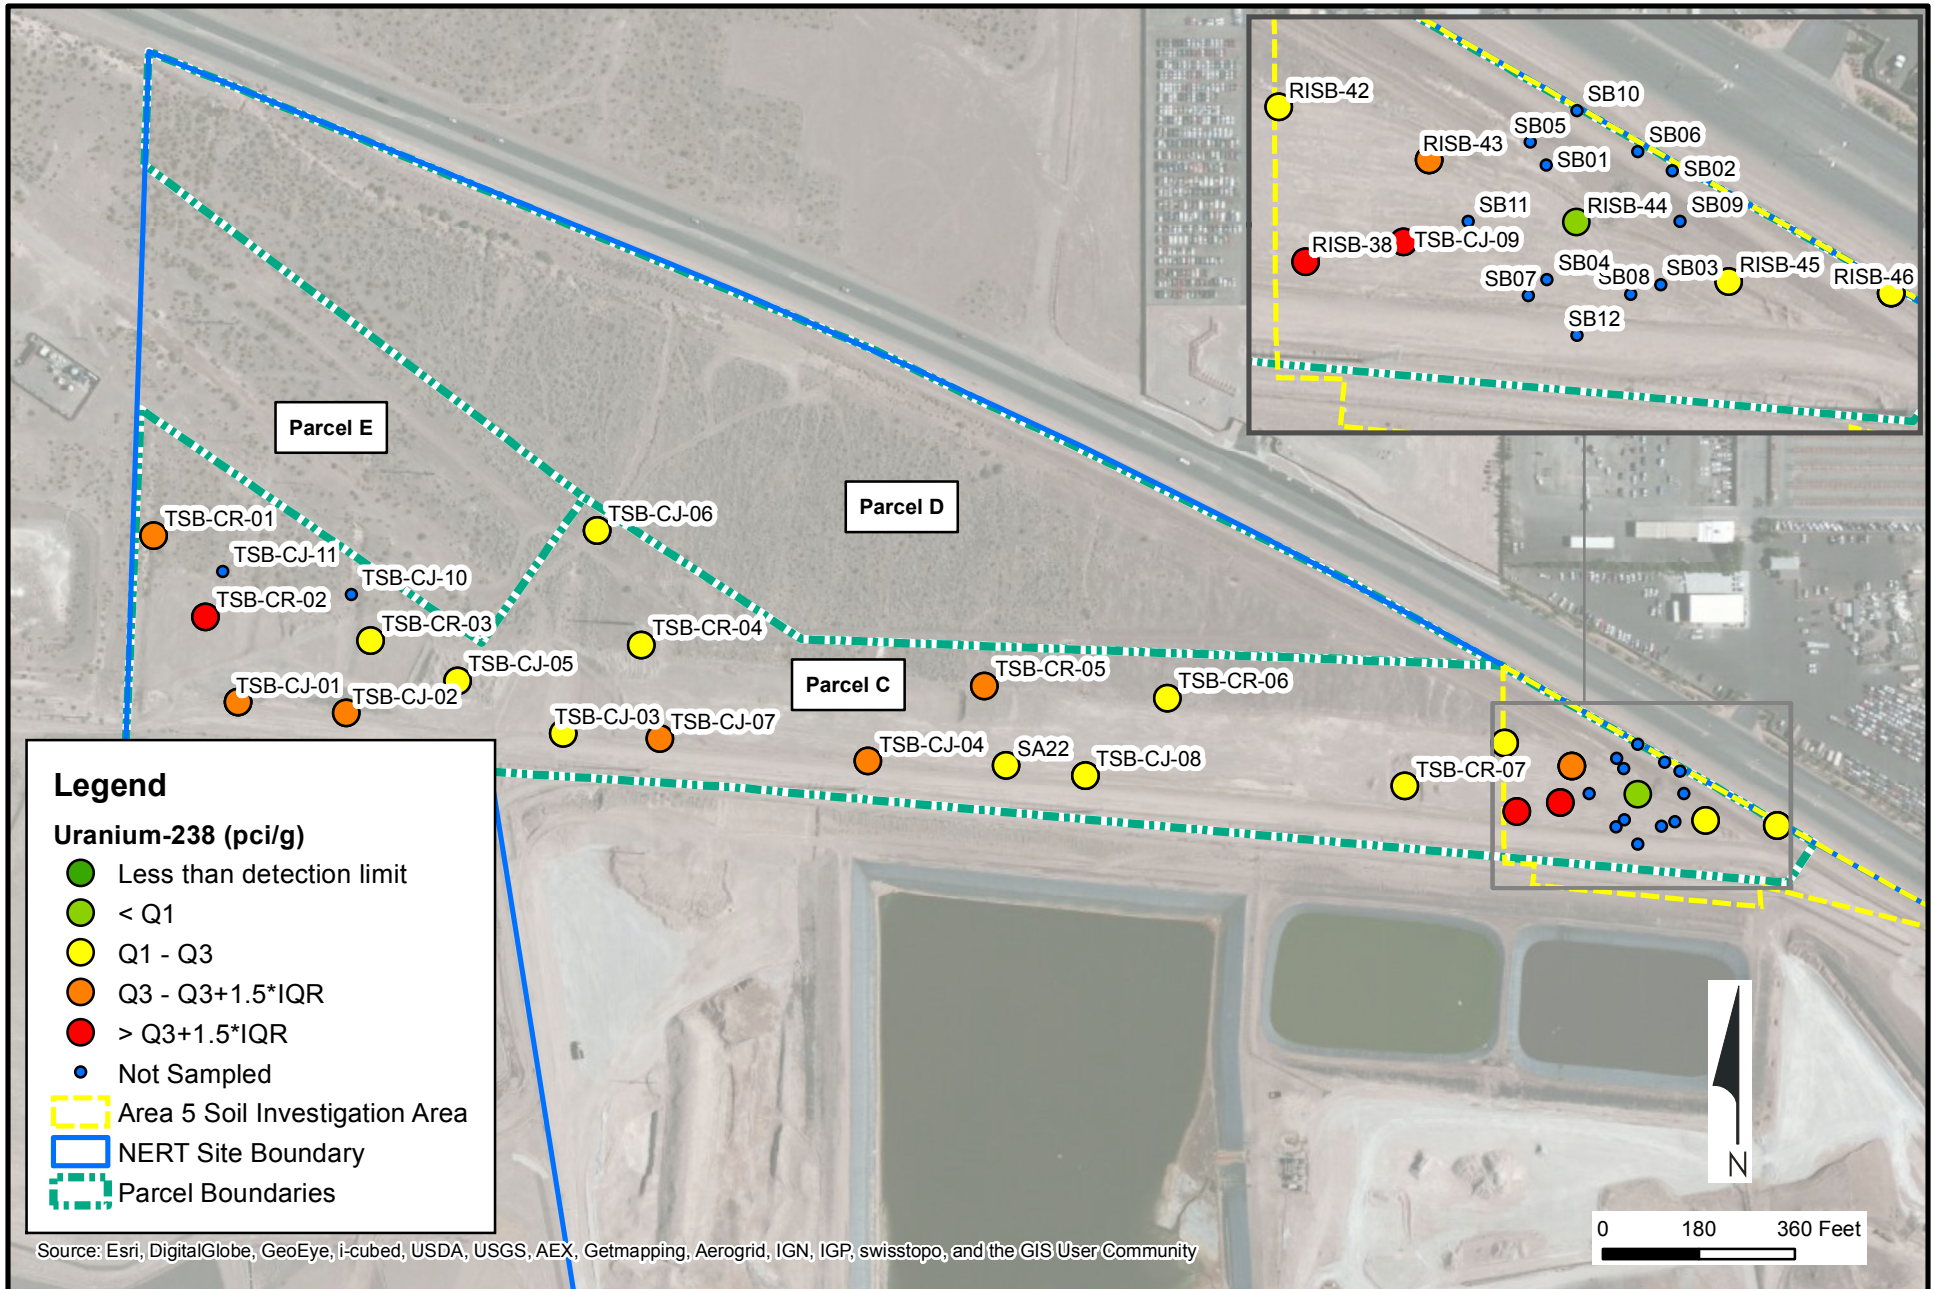 RISB-42
SB10
SB05
SB06
RISB-43
SB01
SB02
SB11
RISB-44
SB09
RISB-38
TSB-CJ-09
SB04
SB03
RISB-45
SB07
SB08
RISB-46
SB12
Parcel E
Parcel D
TSB-CR-01
TSB-CJ-06
TSB-CJ-11
TSB-CJ-10
TSB-CR-02
TSB-CR-03
TSB-CR-04
TSB-CJ-05
Parcel C
TSB-CR-05
TSB-CR-06
TSB-CJ-01
TSB-CJ-02
TSB-CJ-03
TSB-CJ-07
TSB-CJ-04
SA22
TSB-CJ-08
TSB-CR-07
Legend
Uranium-238 (pci/g)
Less than detection limit
< Q1
Q1 - Q3
Q3 - Q3+1.5*IQR
> Q3+1.5*IQR
Not Sampled
Area 5 Soil Investigation Area
NERT Site Boundary
Parcel Boundaries
N
0 180 360 Feet
Source: Esri, DigitalGlobe, GeoEye, i-cubed, USDA, USGS, AEX, Getmapping, Aerogrid, IGN, IGP, swisstopo, and the GIS User Community